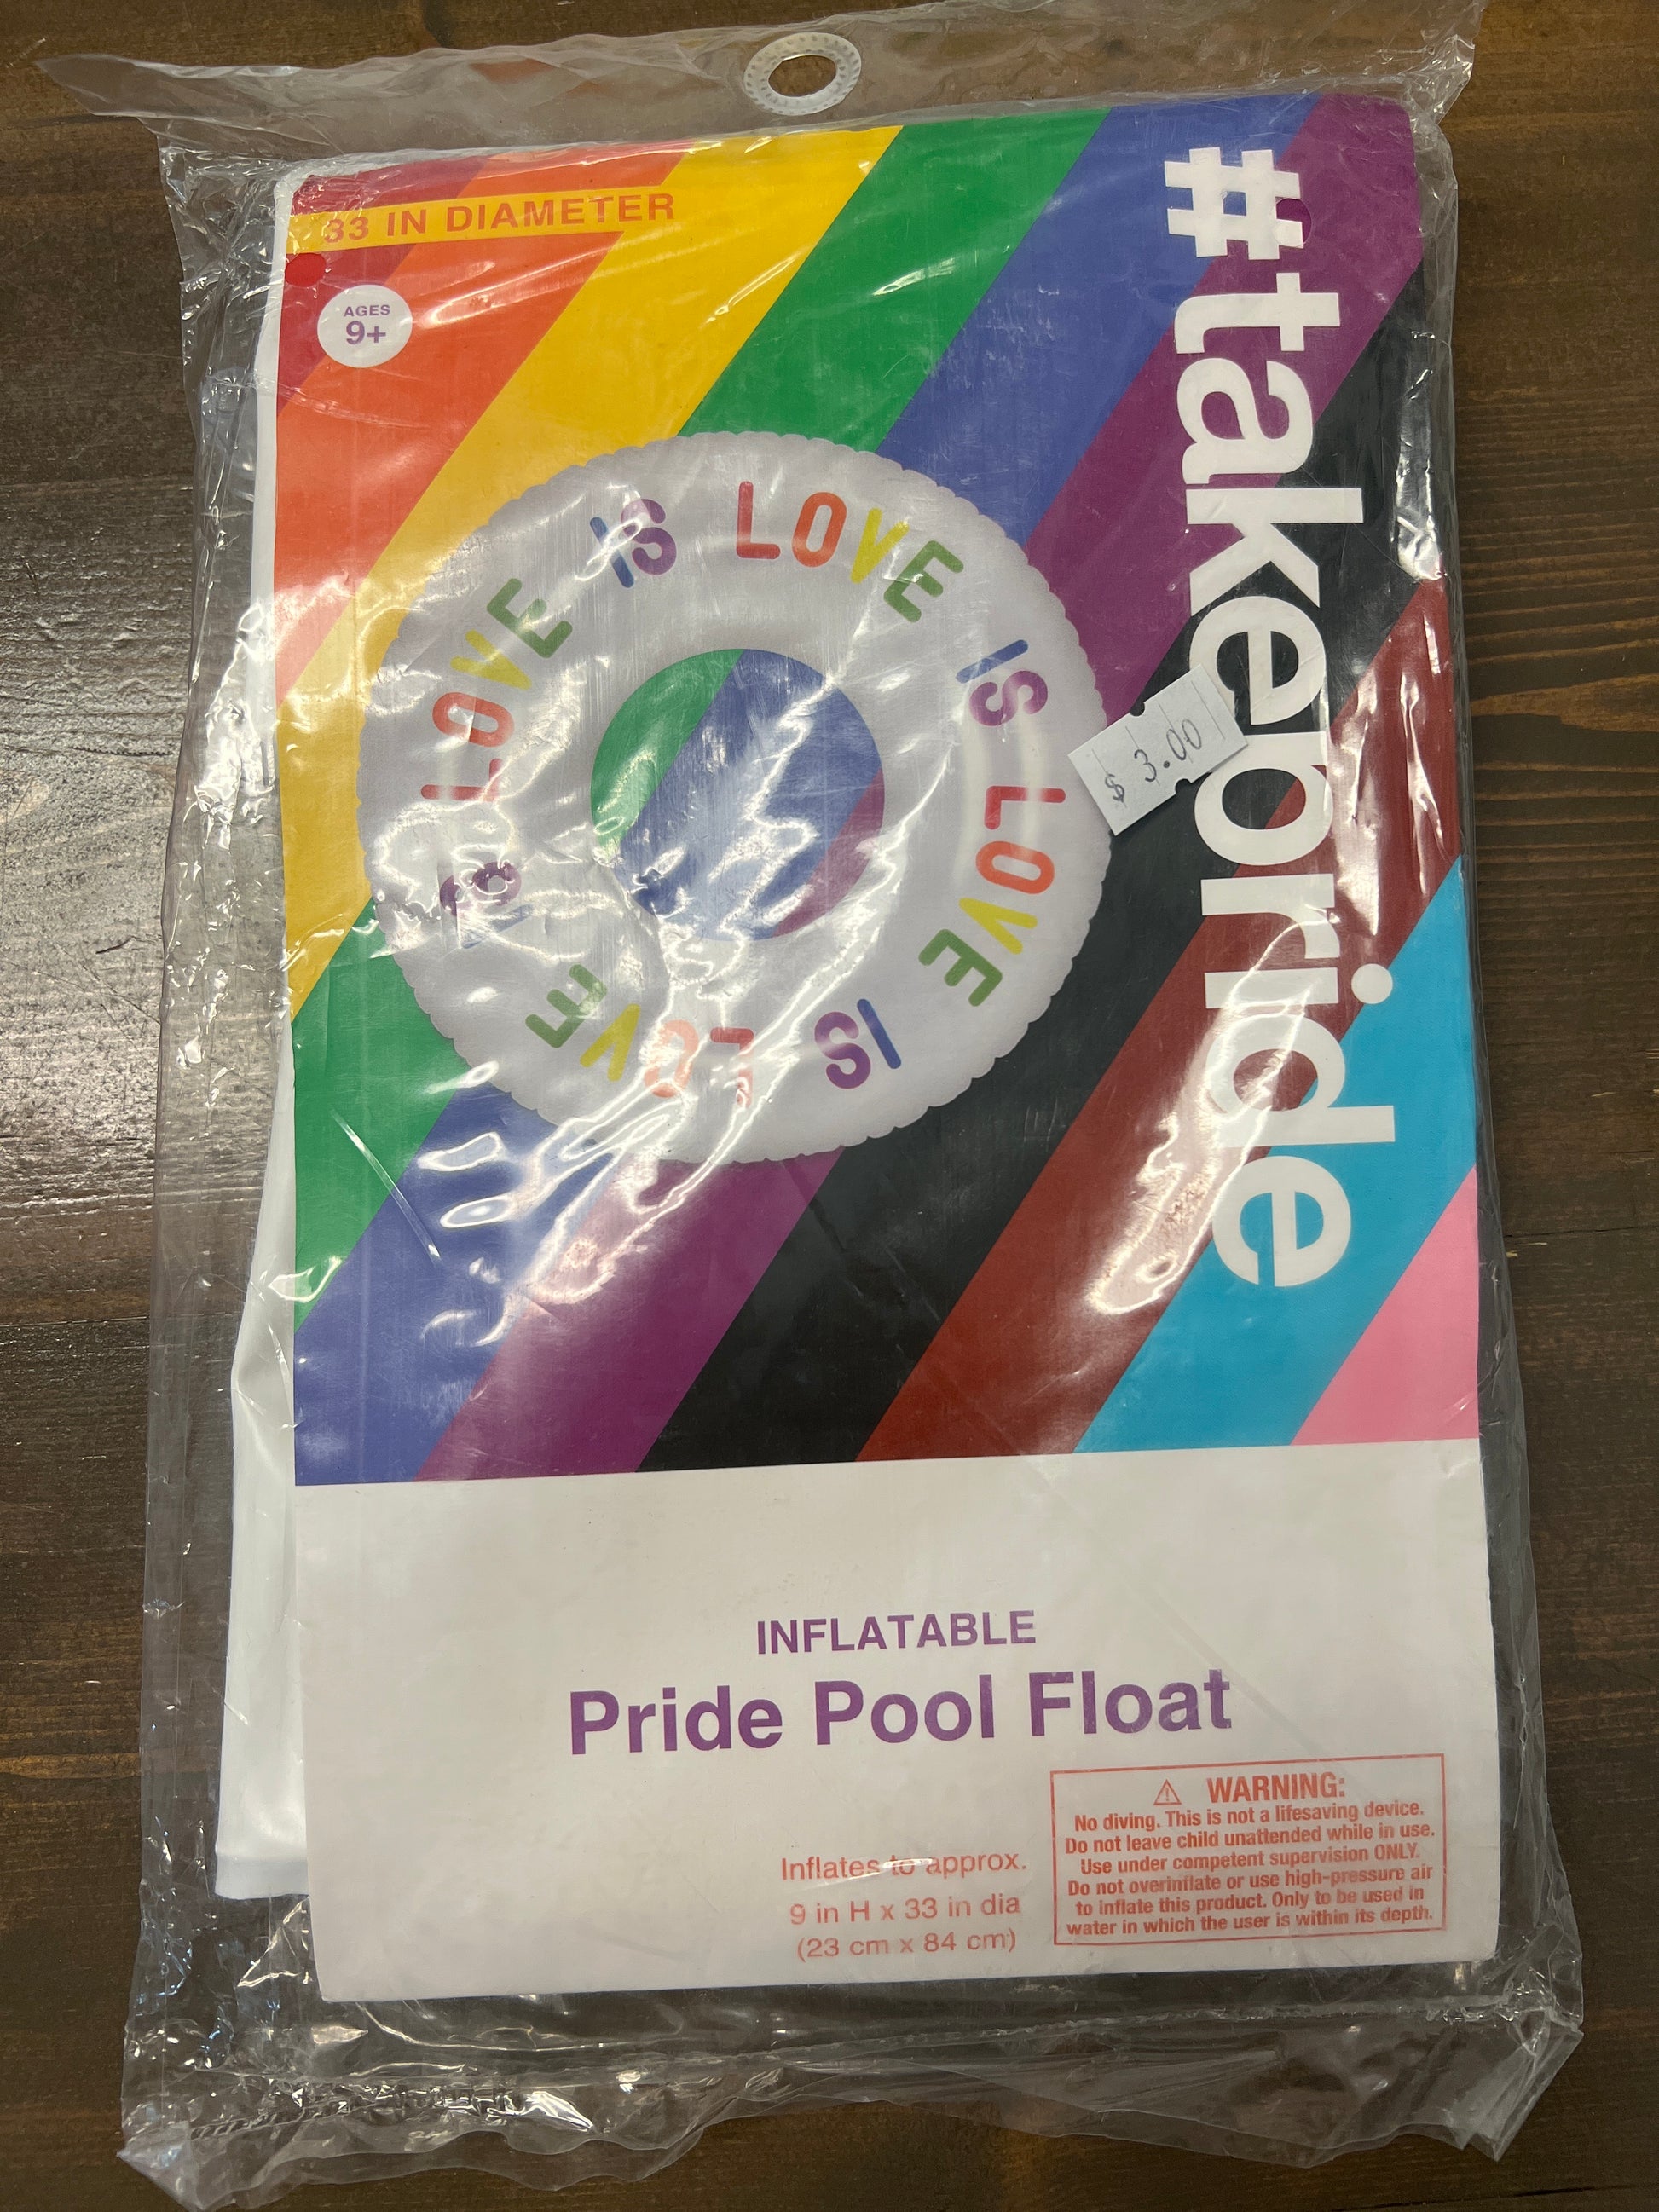 33 IN DIAMETER
AGES
9+
#takepride
LOVE IS LOVE IS LOVE IS LOVE IS
$ 3.00
INFLATABLE
Pride Pool Float
Inflates to approx.
9 in H x 33 in dia
(23 cm x 84 cm)
⚠ WARNING:
No diving. This is not a lifesaving device.
Do not leave child unattended while in use.
Use under competent supervision ONLY.
Do not overinflate or use high-pressure air
to inflate this product. Only to be used in
water in which the user is within its depth.